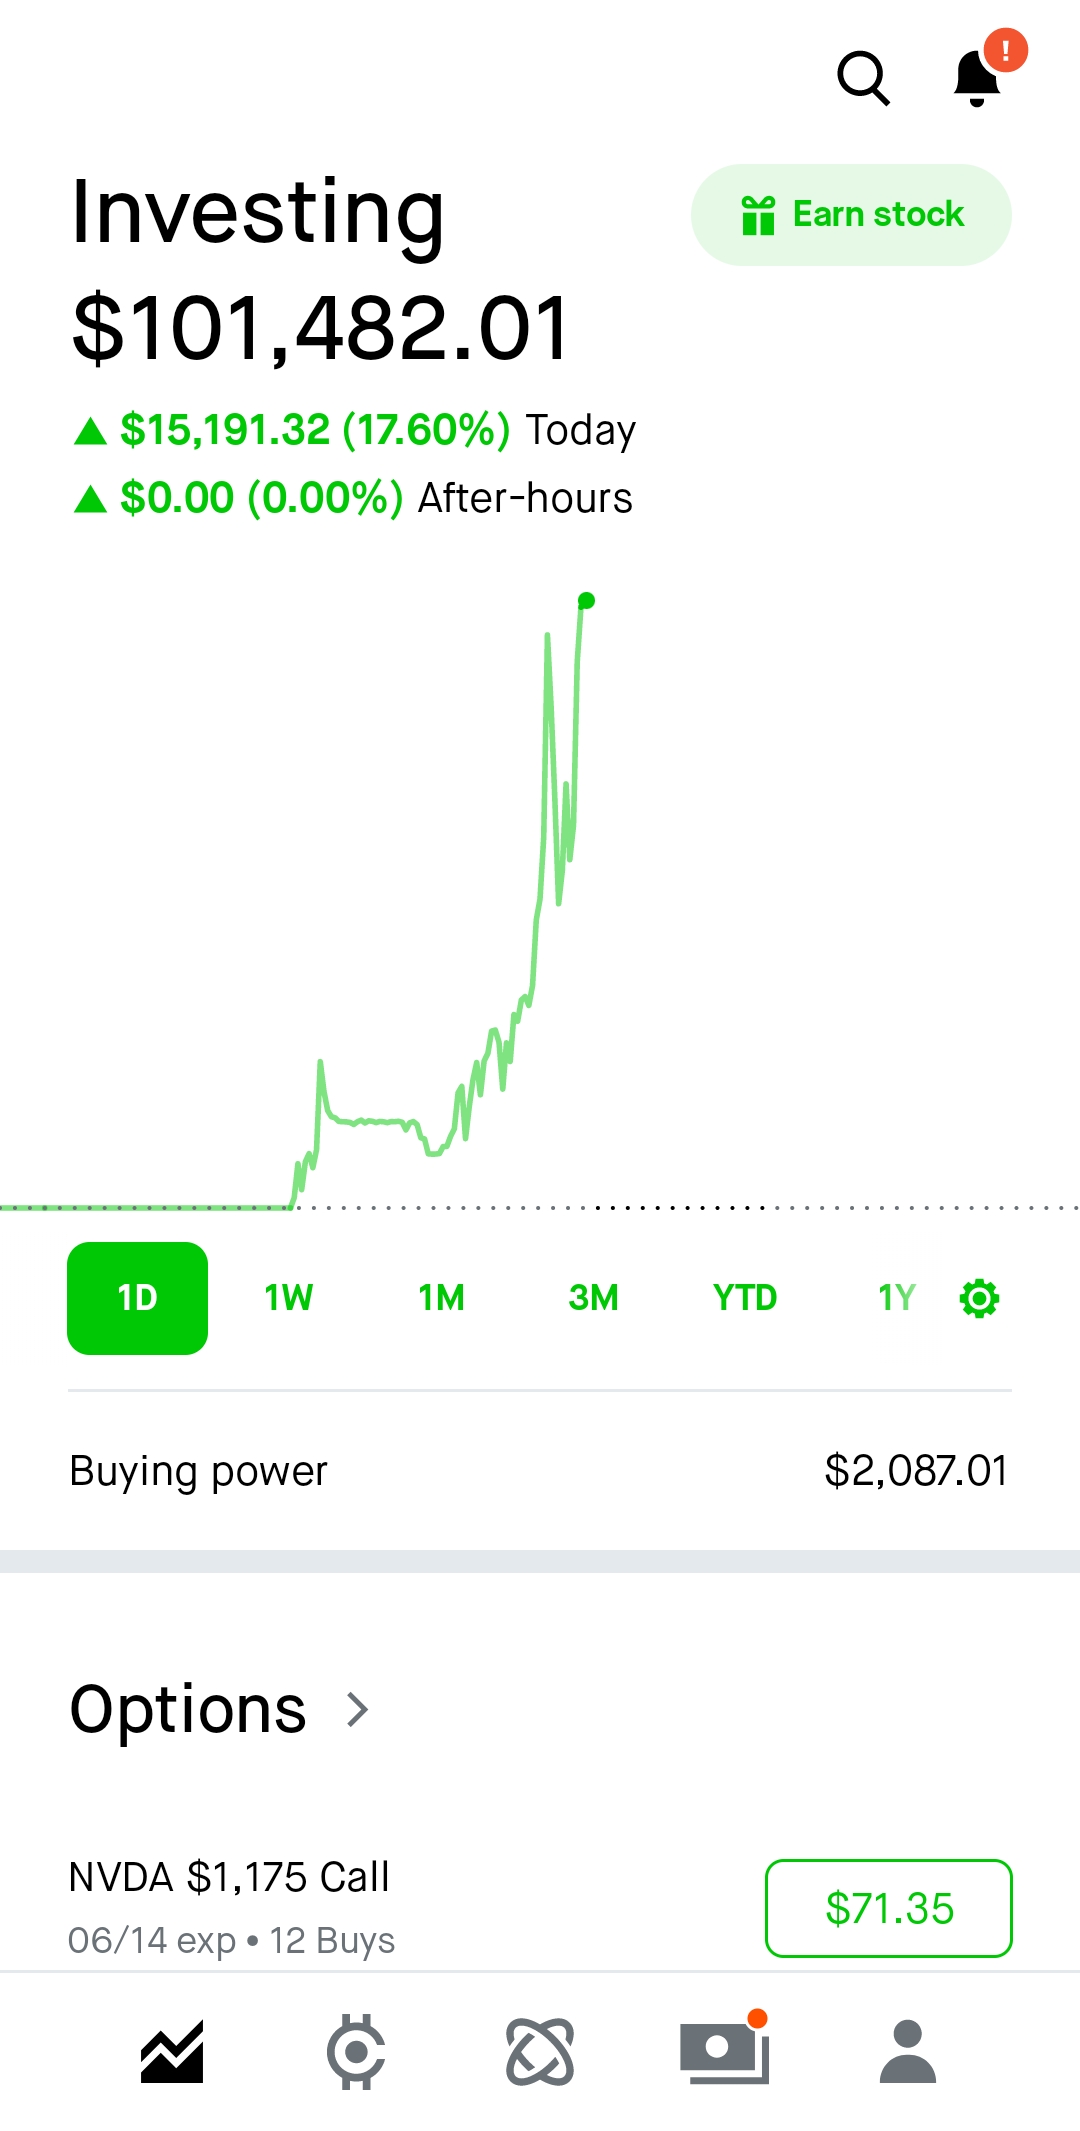 !
Investing
Earn stock
$101,482.01
▲ $15,191.32 (17.60%) Today
▲ $0.00 (0.00%) After-hours
1D 1W 1M 3M YTD 1Y
Buying power $2,087.01
Options >
NVDA $1,175 Call
06/14 exp • 12 Buys
$71.35